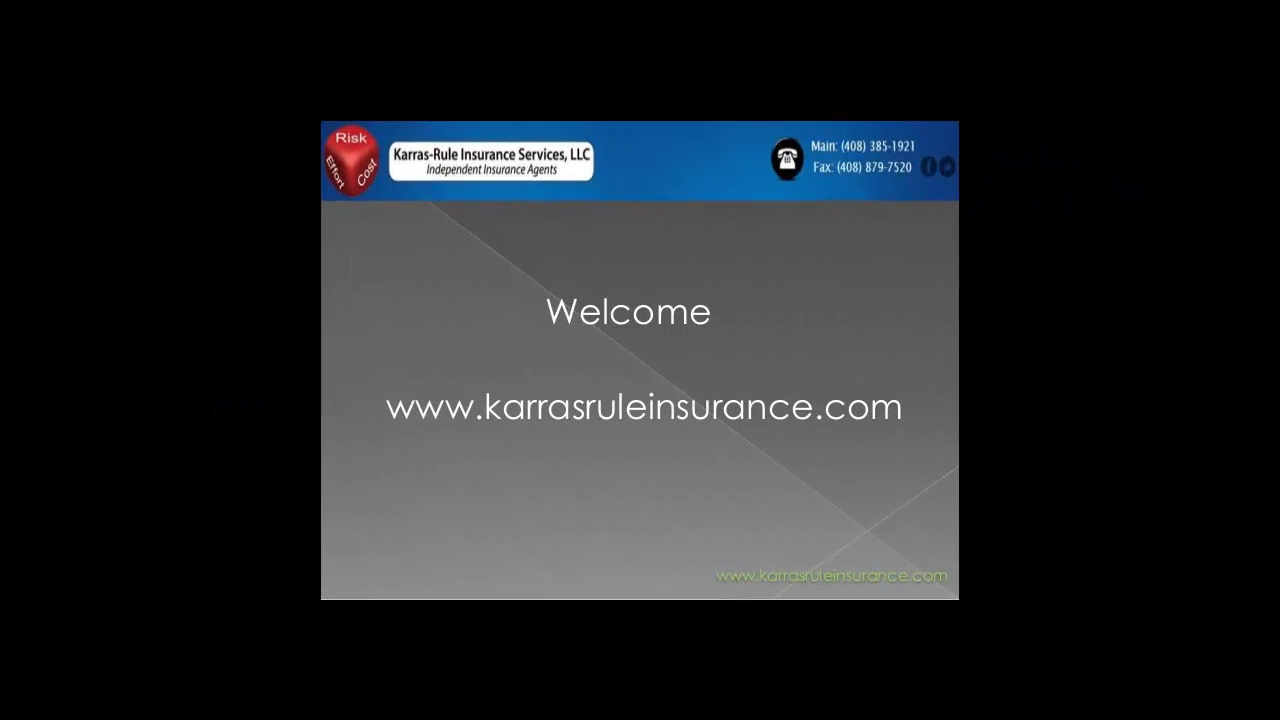 Risk
Effort
Cost
Karras-Rule Insurance Services, LLC
Independent Insurance Agents
Main: (408) 385-1921
Fax: (408) 879-7520
Welcome
www.karrasruleinsurance.com
www.karrasruleinsurance.com